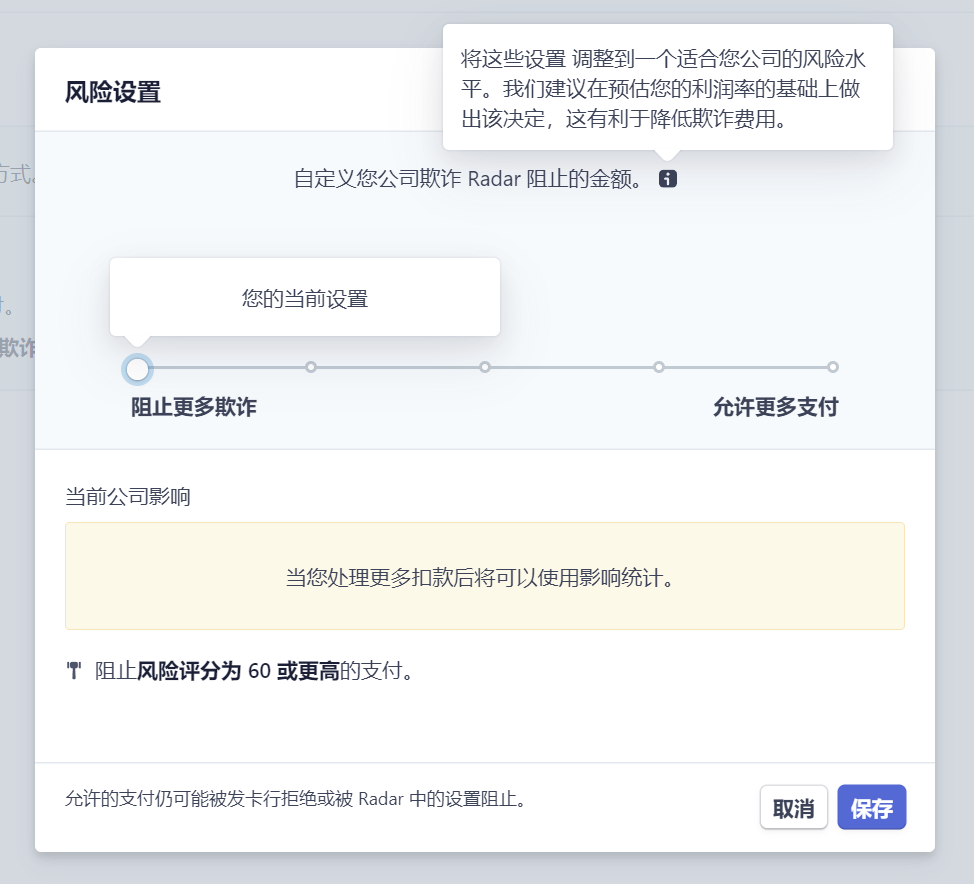 将这些设置 调整到一个适合您公司的风险水
平。我们建议在预估您的利润率的基础上做
出该决定，这有利于降低欺诈费用。
风险设置
方式。
自定义您公司欺诈 Radar 阻止的金额。
您的当前设置
。
欺诈
阻止更多欺诈
允许更多支付
当前公司影响
当您处理更多扣款后将可以使用影响统计。
阻止风险评分为 60 或更高的支付。
允许的支付仍可能被发卡行拒绝或被 Radar 中的设置阻止。
取消
保存